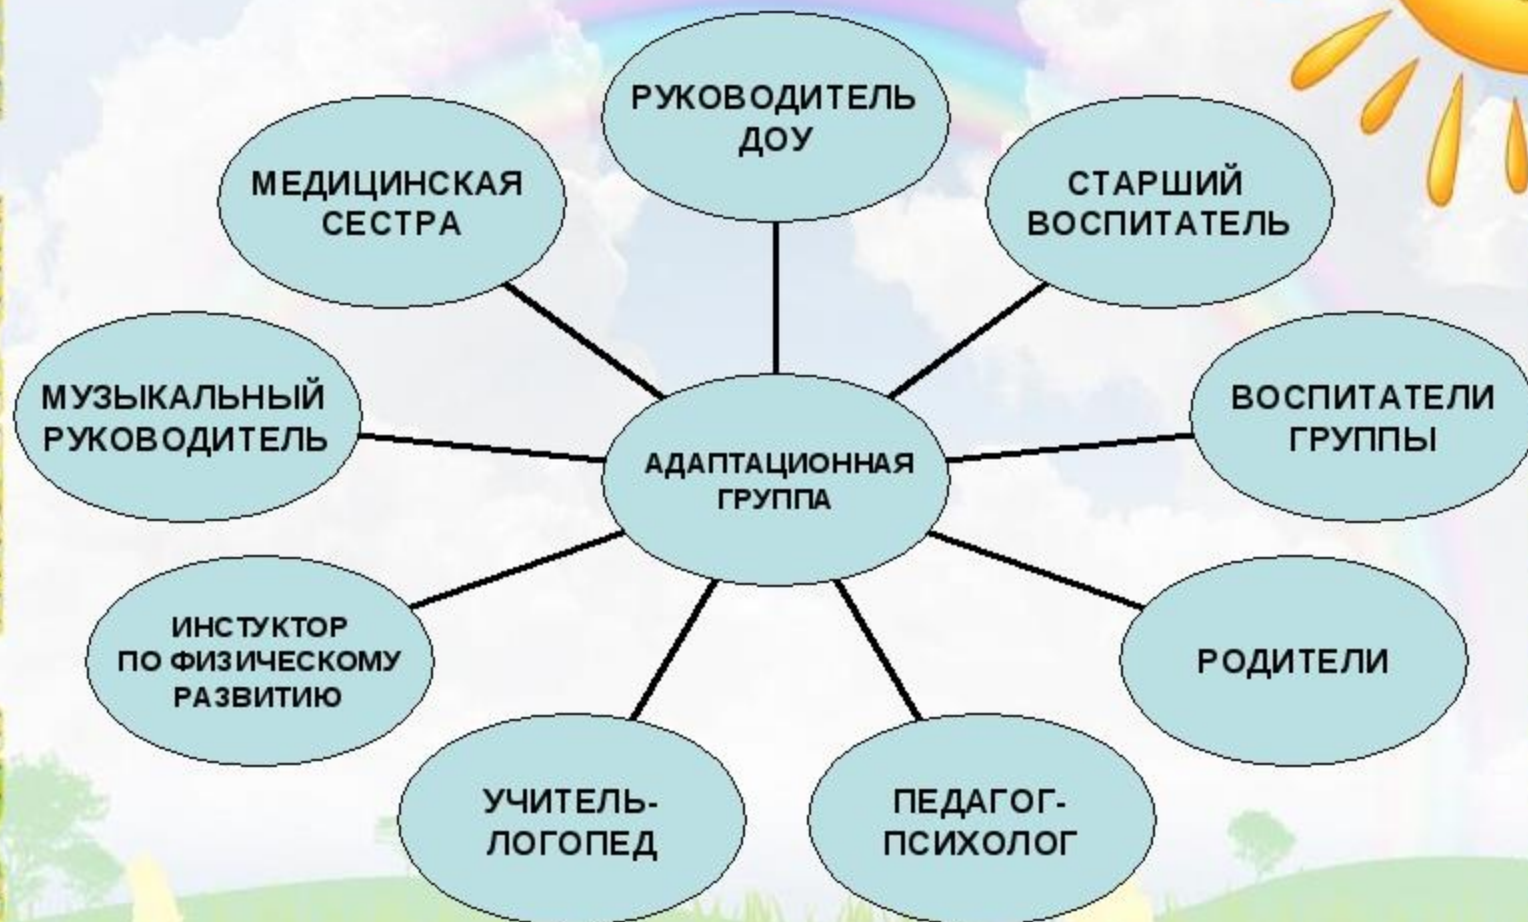 РУКОВОДИТЕЛЬ
ДОУ
СТАРШИЙ
ВОСПИТАТЕЛЬ
ВОСПИТАТЕЛИ
ГРУППЫ
РОДИТЕЛИ
ПЕДАГОГ-
ПСИХОЛОГ
УЧИТЕЛЬ-
ЛОГОПЕД
ИНСТУКТОР
ПО ФИЗИЧЕСКОМУ
РАЗВИТИЮ
МУЗЫКАЛЬНЫЙ
РУКОВОДИТЕЛЬ
МЕДИЦИНСКАЯ
СЕСТРА
АДАПТАЦИОННАЯ
ГРУППА